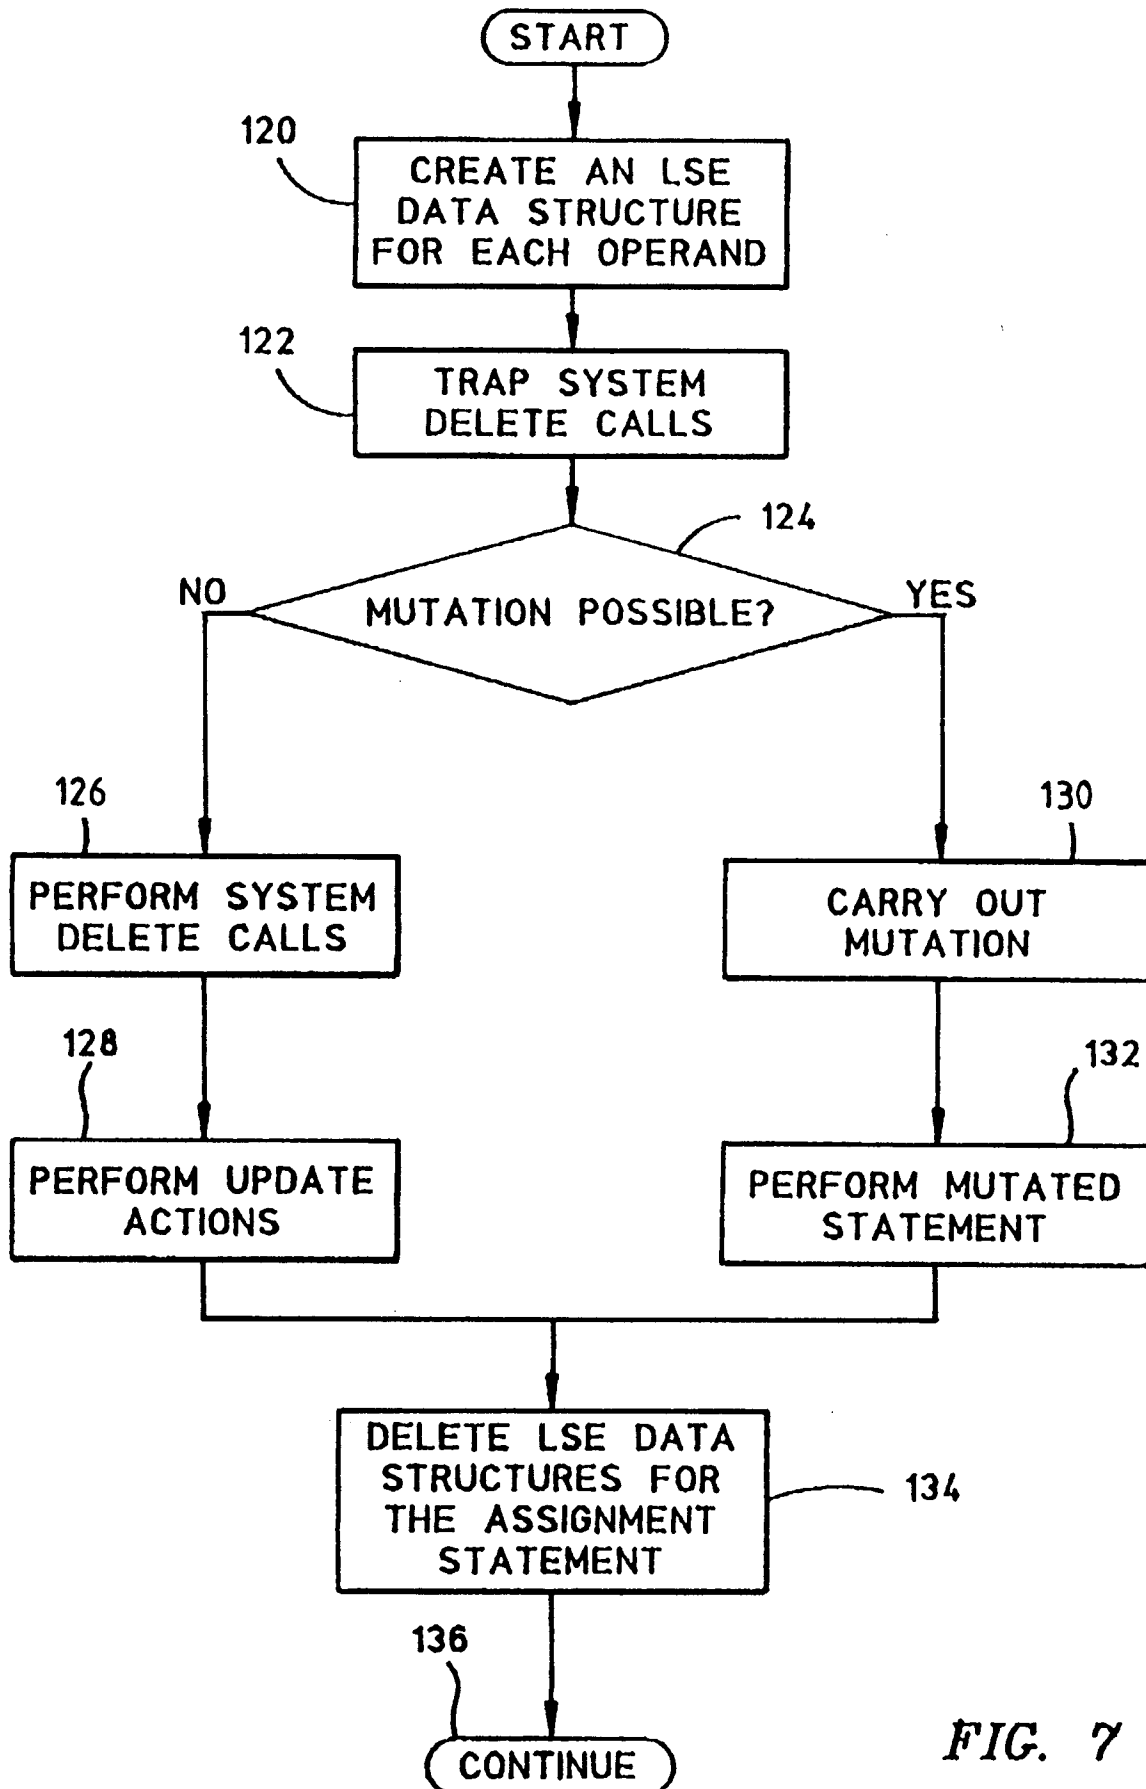 START
120
CREATE AN LSE
DATA STRUCTURE
FOR EACH OPERAND
122
TRAP SYSTEM
DELETE CALLS
124
NO
MUTATION POSSIBLE?
YES
126
PERFORM SYSTEM
DELETE CALLS
130
CARRY OUT
MUTATION
128
PERFORM UPDATE
ACTIONS
132
PERFORM MUTATED
STATEMENT
DELETE LSE DATA
STRUCTURES FOR
THE ASSIGNMENT
STATEMENT
134
136
CONTINUE
FIG. 7